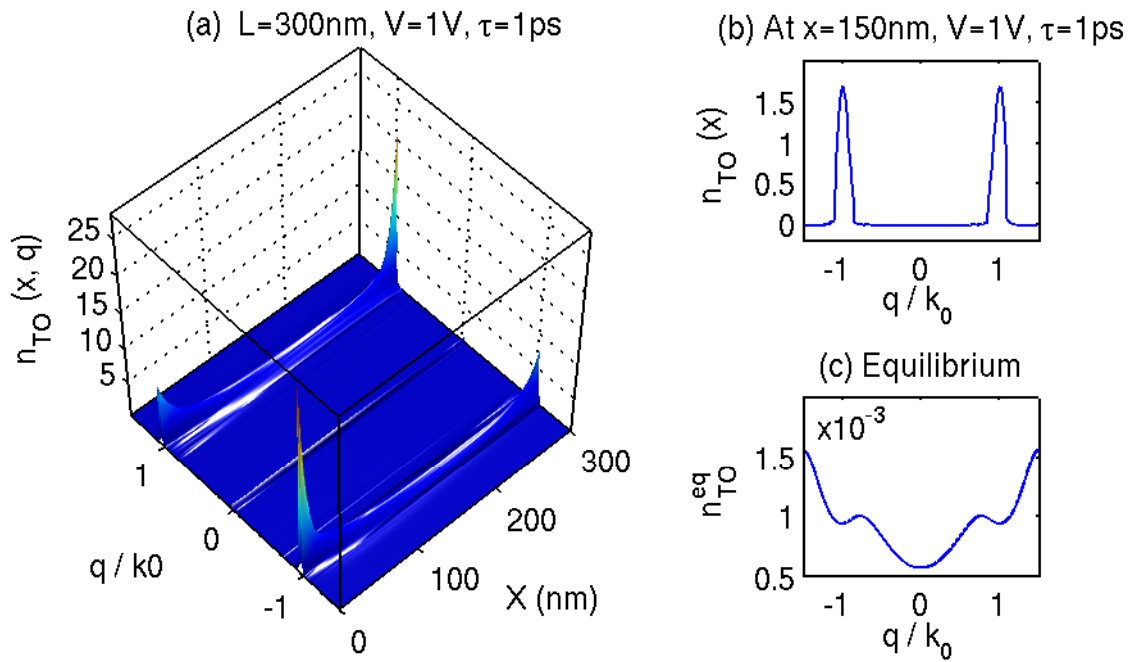 (a) L=300nm, V=1V, τ=1ps
n_TO (x, q)
25
20
15
10
5
1
0
-1
q / k0
0
100
200
300
X (nm)
(b) At x=150nm, V=1V, τ=1ps
n_TO (x)
1.5
1
0.5
0
-1 0 1
q / k_0
(c) Equilibrium
x10^-3
n_TO^eq
1.5
1
0.5
-1 0 1
q / k_0